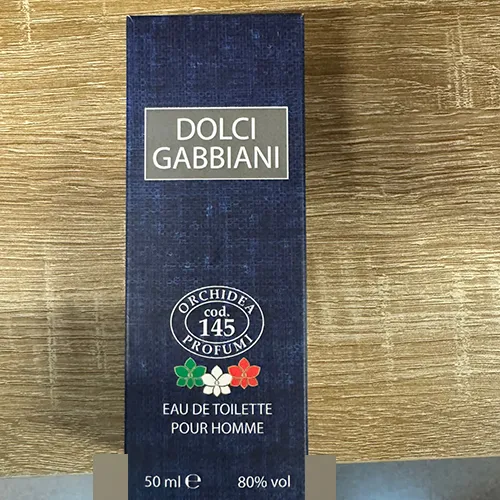 DOLCI
GABBIANI
ORCHIDEA
cod.
145
PROFUMI
EAU DE TOILETTE
POUR HOMME
50 ml ℮ 80% vol